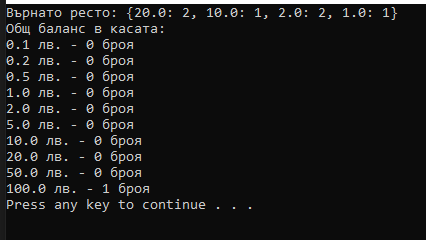 Върнато ресто: {20.0: 2, 10.0: 1, 2.0: 2, 1.0: 1}
Общ баланс в касата:
0.1 лв. - 0 броя
0.2 лв. - 0 броя
0.5 лв. - 0 броя
1.0 лв. - 0 броя
2.0 лв. - 0 броя
5.0 лв. - 0 броя
10.0 лв. - 0 броя
20.0 лв. - 0 броя
50.0 лв. - 0 броя
100.0 лв. - 1 броя
Press any key to continue . . .